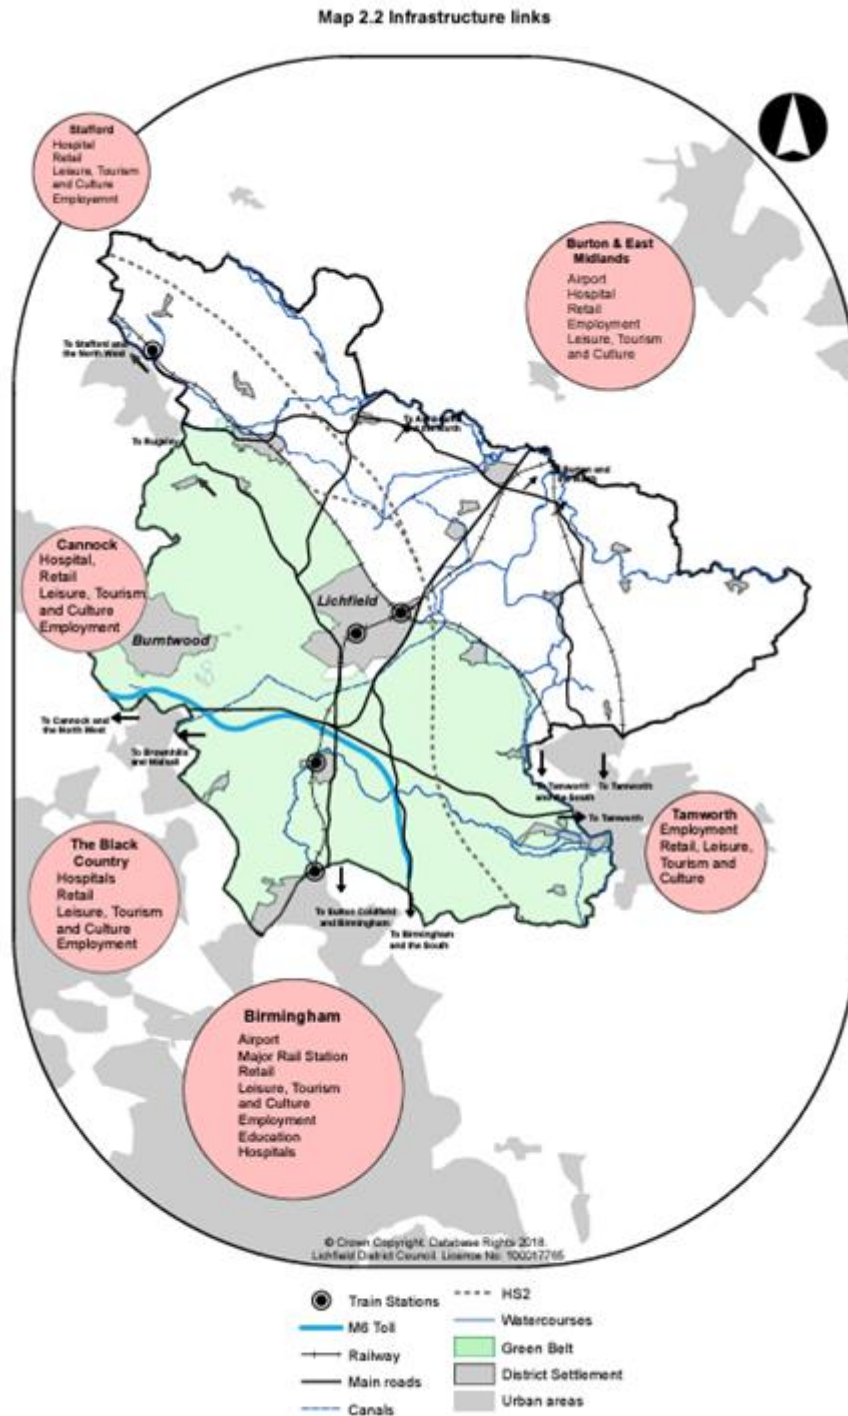 Map 2.2 Infrastructure links
Stafford
Hospital
Retail
Leisure, Tourism
and Culture
Employemnt
Burton & East
Midlands
Airport
Hospital
Retail
Employment
Leisure, Tourism
and Cutture
To Stafford and
the North West
To Rugeley
Cannock
Hospital,
Retail
Leisure, Tourism
and Culture
Employment
Lichfield
Burntwood
To Cannock and
the North West
To Brownhills
and Walsall
To Tamworth
and the South
To Tamworth
To Tamworth
Tamworth
Employment
Retail, Leisure,
Tourism and
Culture
The Black
Country
Hospitals
Retail
Leisure, Tourism
and Culture
Employment
To Sutton Coldfield
and Birmingham
To Birmingham
and the South
Birmingham
Airport
Major Rail Station
Retail
Leisure, Tourism
and Culture
Employment
Education
Hospitals
© Crown Copyright. Database Rights 2018.
Lichfield District Council. Licence No: 100017765
Train Stations
M6 Toll
Railway
Main roads
Canals
HS2
Watercourses
Green Belt
District Settlement
Urban areas